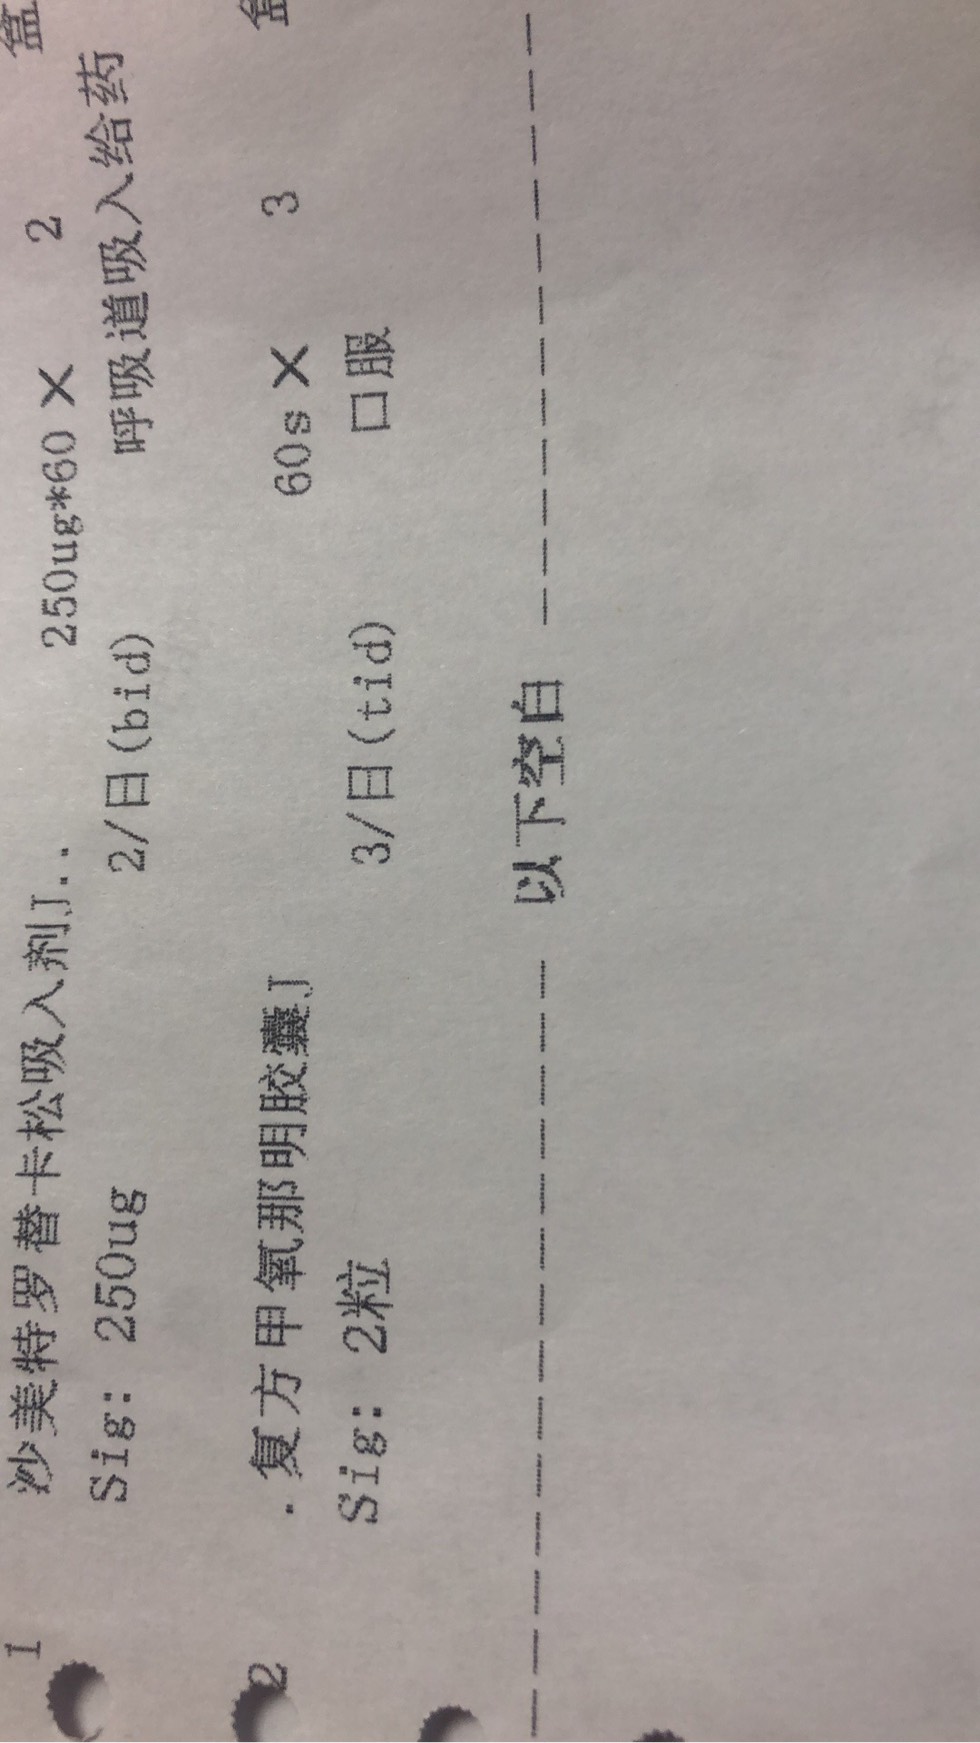 1 沙美特罗替卡松吸入剂J.. 250ug*60 × 2 盒
Sig: 250ug 2/日(bid) 呼吸道吸入给药
2 .复方甲氧那明胶囊J 60s × 3 盒
Sig: 2粒 3/日(tid) 口服
---------------- 以下空白 ----------------